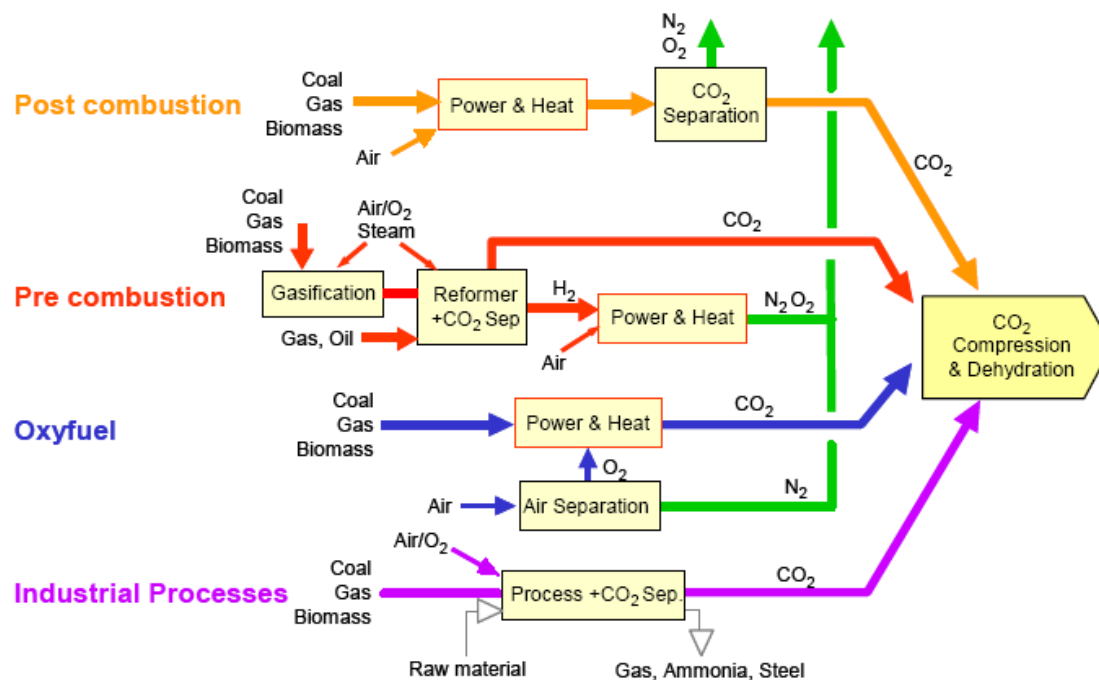 N₂
O₂
Coal
Gas
Biomass
Post combustion
Power & Heat
CO₂
Separation
Air
CO₂
Coal
Gas
Biomass
Air/O₂
Steam
CO₂
Pre combustion
Gasification
Reformer
+CO₂ Sep
H₂
Power & Heat
N₂ O₂
Gas, Oil
Air
CO₂
Compression
& Dehydration
Coal
Gas
Biomass
Oxyfuel
Power & Heat
CO₂
O₂
Air
Air Separation
N₂
Air/O₂
Coal
Gas
Biomass
Industrial Processes
Process +CO₂ Sep.
CO₂
Raw material
Gas, Ammonia, Steel